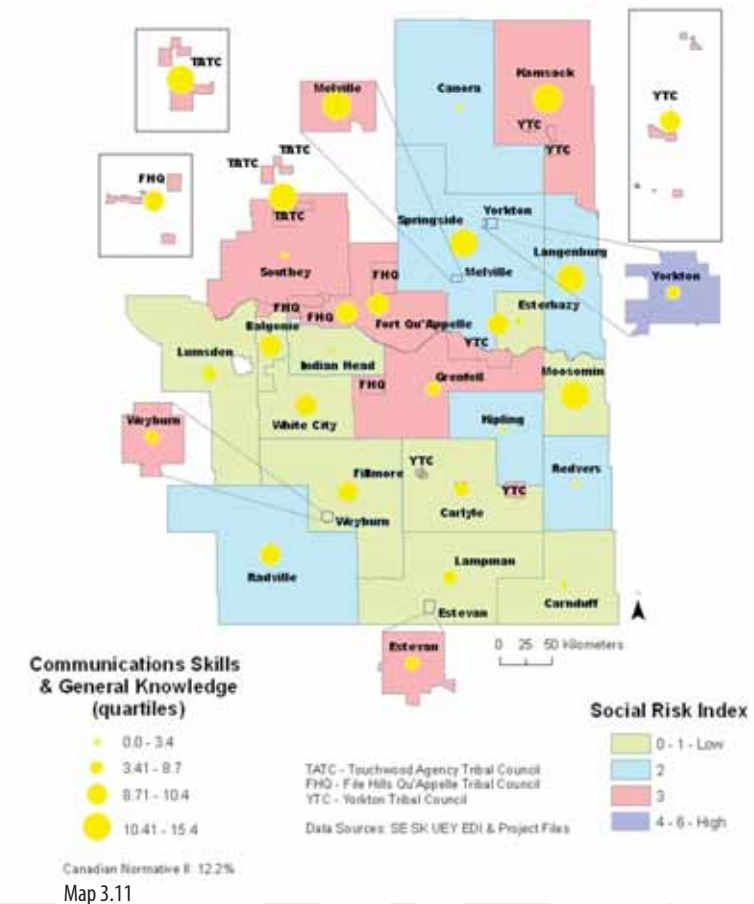 TATC
Melville
Canora
Kamsack
YTC
YTC
YTC
FHQ
TATC
TATC
TATC
Springside
Yorkton
Langenburg
Melville
Yorkton
Southey
FHQ
FHQ
FHQ
Fort Qu'Appelle
Esterhazy
Balgonie
YTC
Lumsden
Indian Head
Grenfell
Moosomin
FHQ
Weyburn
White City
Kipling
Redvers
YTC
Fillmore
YTC
Carlyle
Weyburn
Radville
Lampman
Estevan
Carnduff
Estevan
0 25 50 Kilometers
Communications Skills
& General Knowledge
(quartiles)
0.0 - 3.4
3.41 - 8.7
8.71 - 10.4
10.41 - 15.4
Canadian Normative II: 12.2%
TATC - Touchwood Agency Tribal Council
FHQ - File Hills Qu'Appelle Tribal Council
YTC - Yorkton Tribal Council
Data Sources: SE SK UEY EDI & Project Files
Social Risk Index
0 - 1 - Low
2
3
4 - 6 - High
Map 3.11